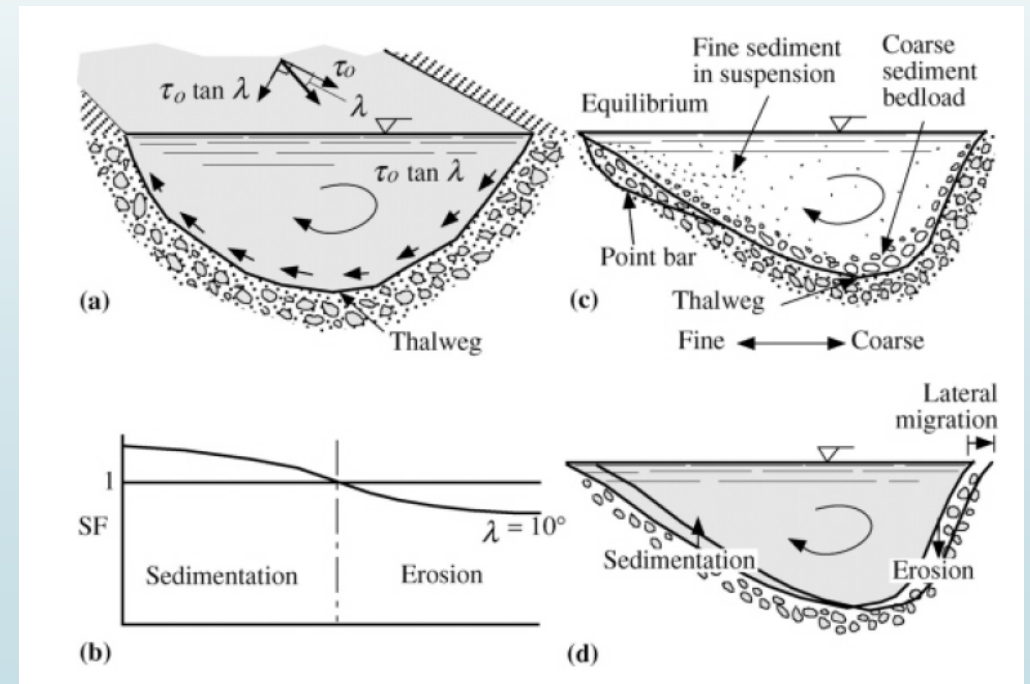 τo tan λ
τo
λ
τo tan λ
(a)
Thalweg
Fine sediment
in suspension
Coarse
sediment
bedload
Equilibrium
Point bar
(c)
Thalweg
Fine
Coarse
1
SF
λ = 10°
Sedimentation
Erosion
(b)
Lateral
migration
Sedimentation
Erosion
(d)